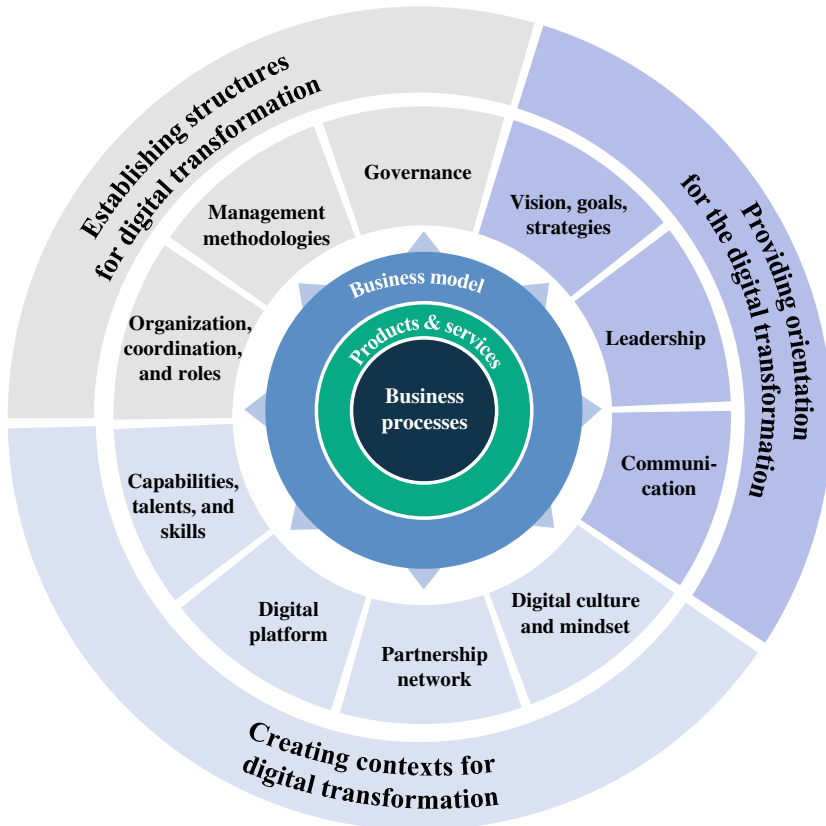 Establishing structures
for digital transformation
Providing orientation
for the digital transformation
Creating contexts for
digital transformation
Governance
Vision, goals,
strategies
Leadership
Communi-
cation
Digital culture
and mindset
Partnership
network
Digital
platform
Capabilities,
talents, and
skills
Organization,
coordination,
and roles
Management
methodologies
Business model
Products & services
Business
processes